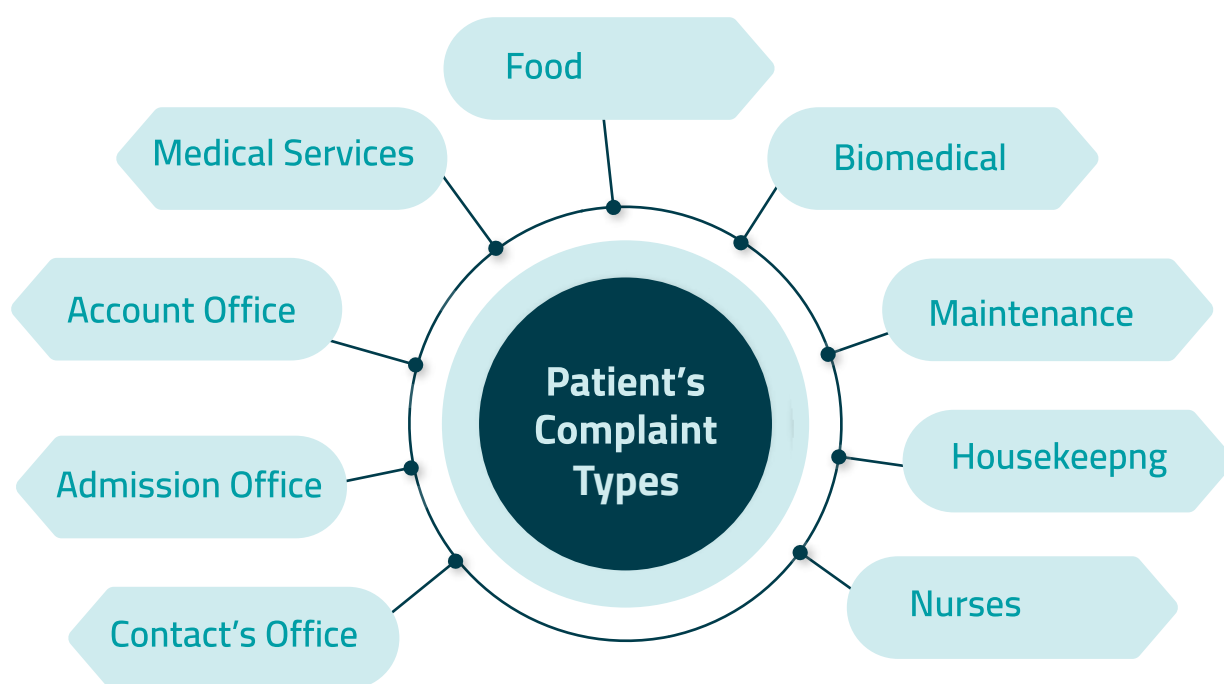 Food
Medical Services
Biomedical
Account Office
Maintenance
Patient’s
Complaint
Types
Housekeepng
Admission Office
Nurses
Contact’s Office